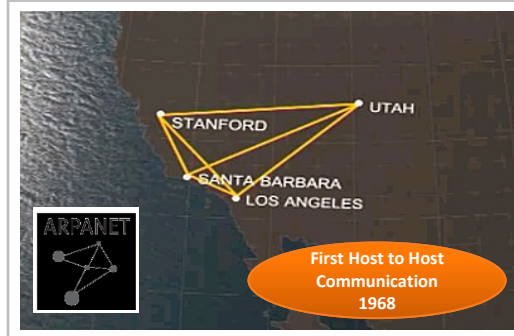 STANFORD
UTAH
SANTA BARBARA
LOS ANGELES
ARPANET
First Host to Host
Communication
1968